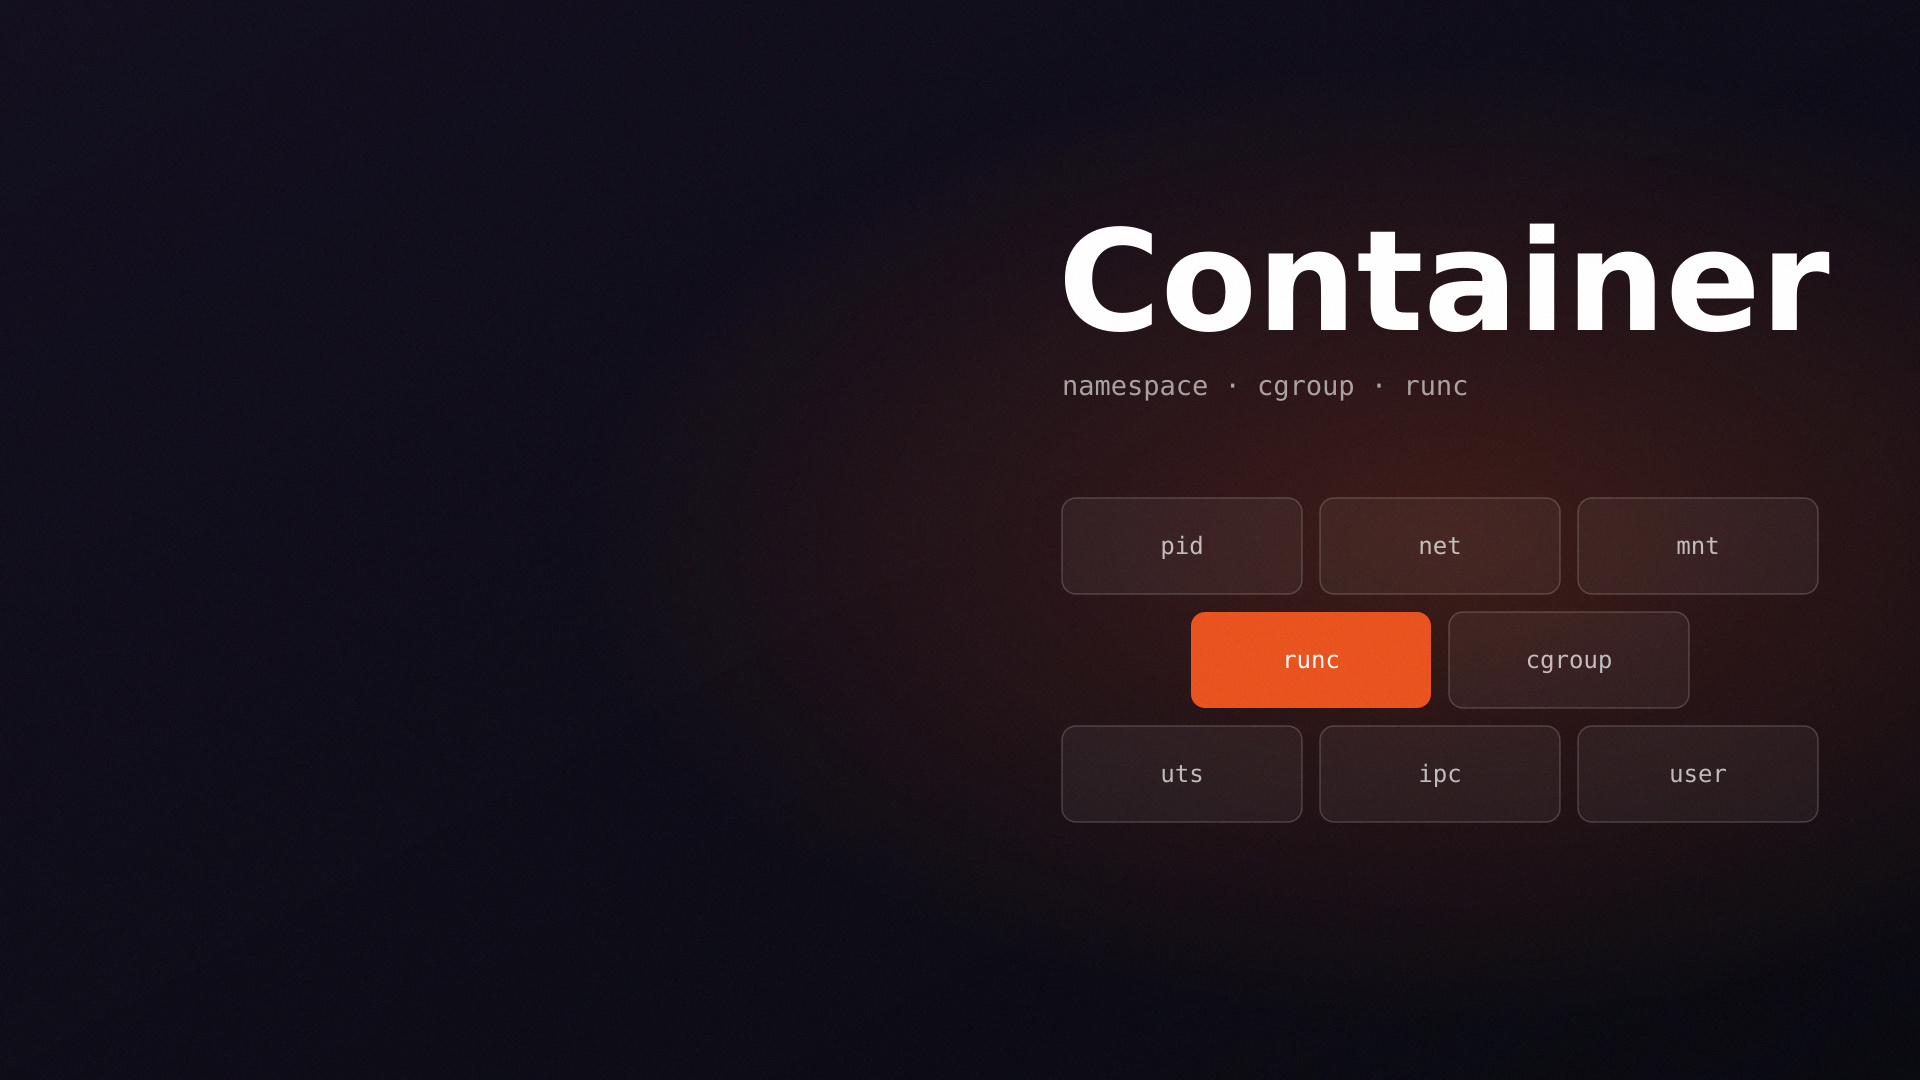 Container
namespace · cgroup · runc
pid net mnt
runc cgroup
uts ipc user